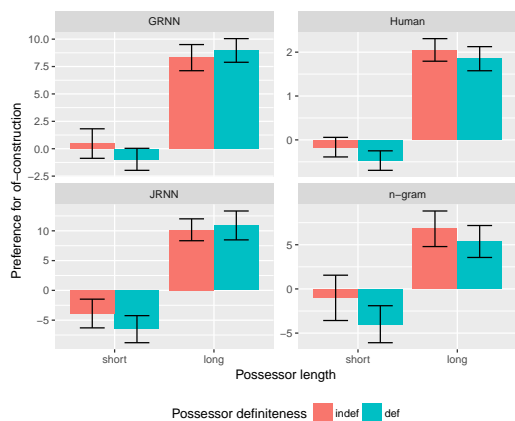 GRNN
Human
10.0
7.5
5.0
2.5
0.0
−2.5
2
1
0
JRNN
n−gram
10
5
0
−5
5
0
−5
short
long
short
long
Preference for of−construction
Possessor length
Possessor definiteness
indef
def